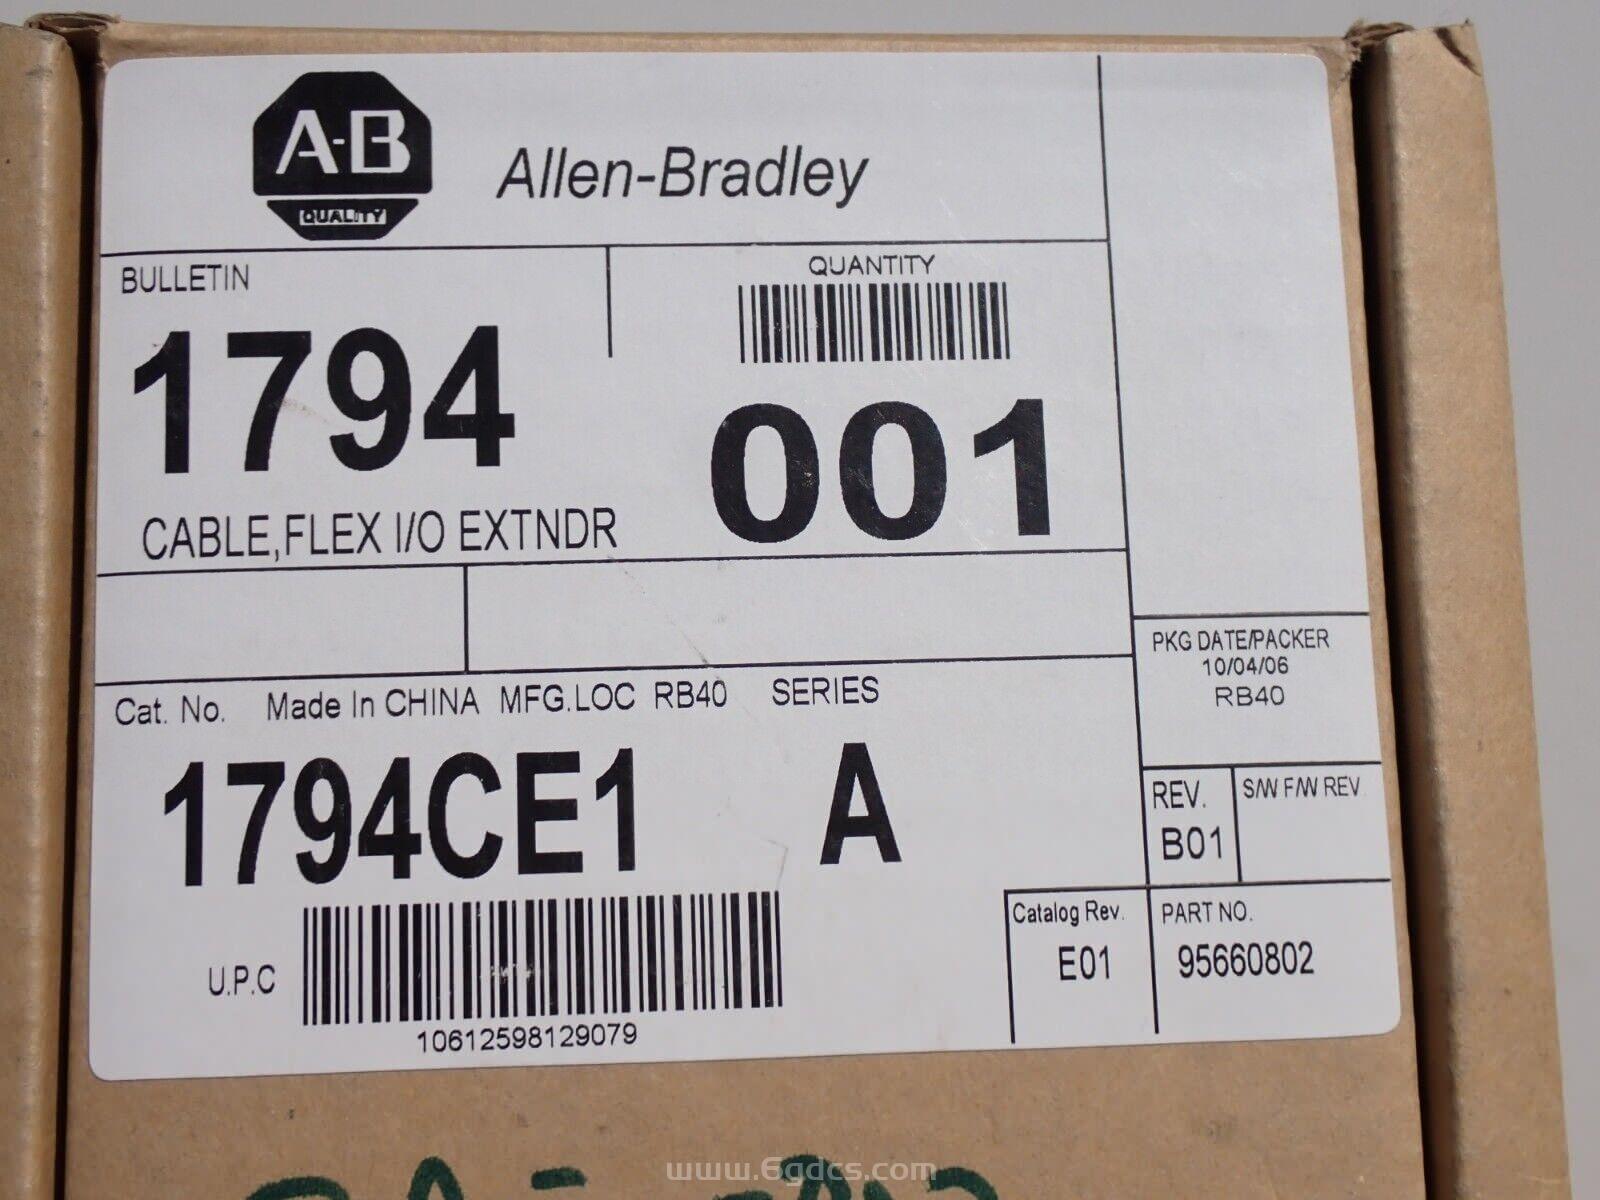 A-B
QUALITY
Allen-Bradley
BULLETIN
1794
CABLE,FLEX I/O EXTNDR
QUANTITY
001
PKG DATE/PACKER
10/04/06
RB40
Cat. No. Made In CHINA MFG.LOC RB40 SERIES
1794CE1 A
REV.
B01
S/W F/W REV.
U.P.C
10612598129079
Catalog Rev.
E01
PART NO.
95660802
www.6gdcs.com